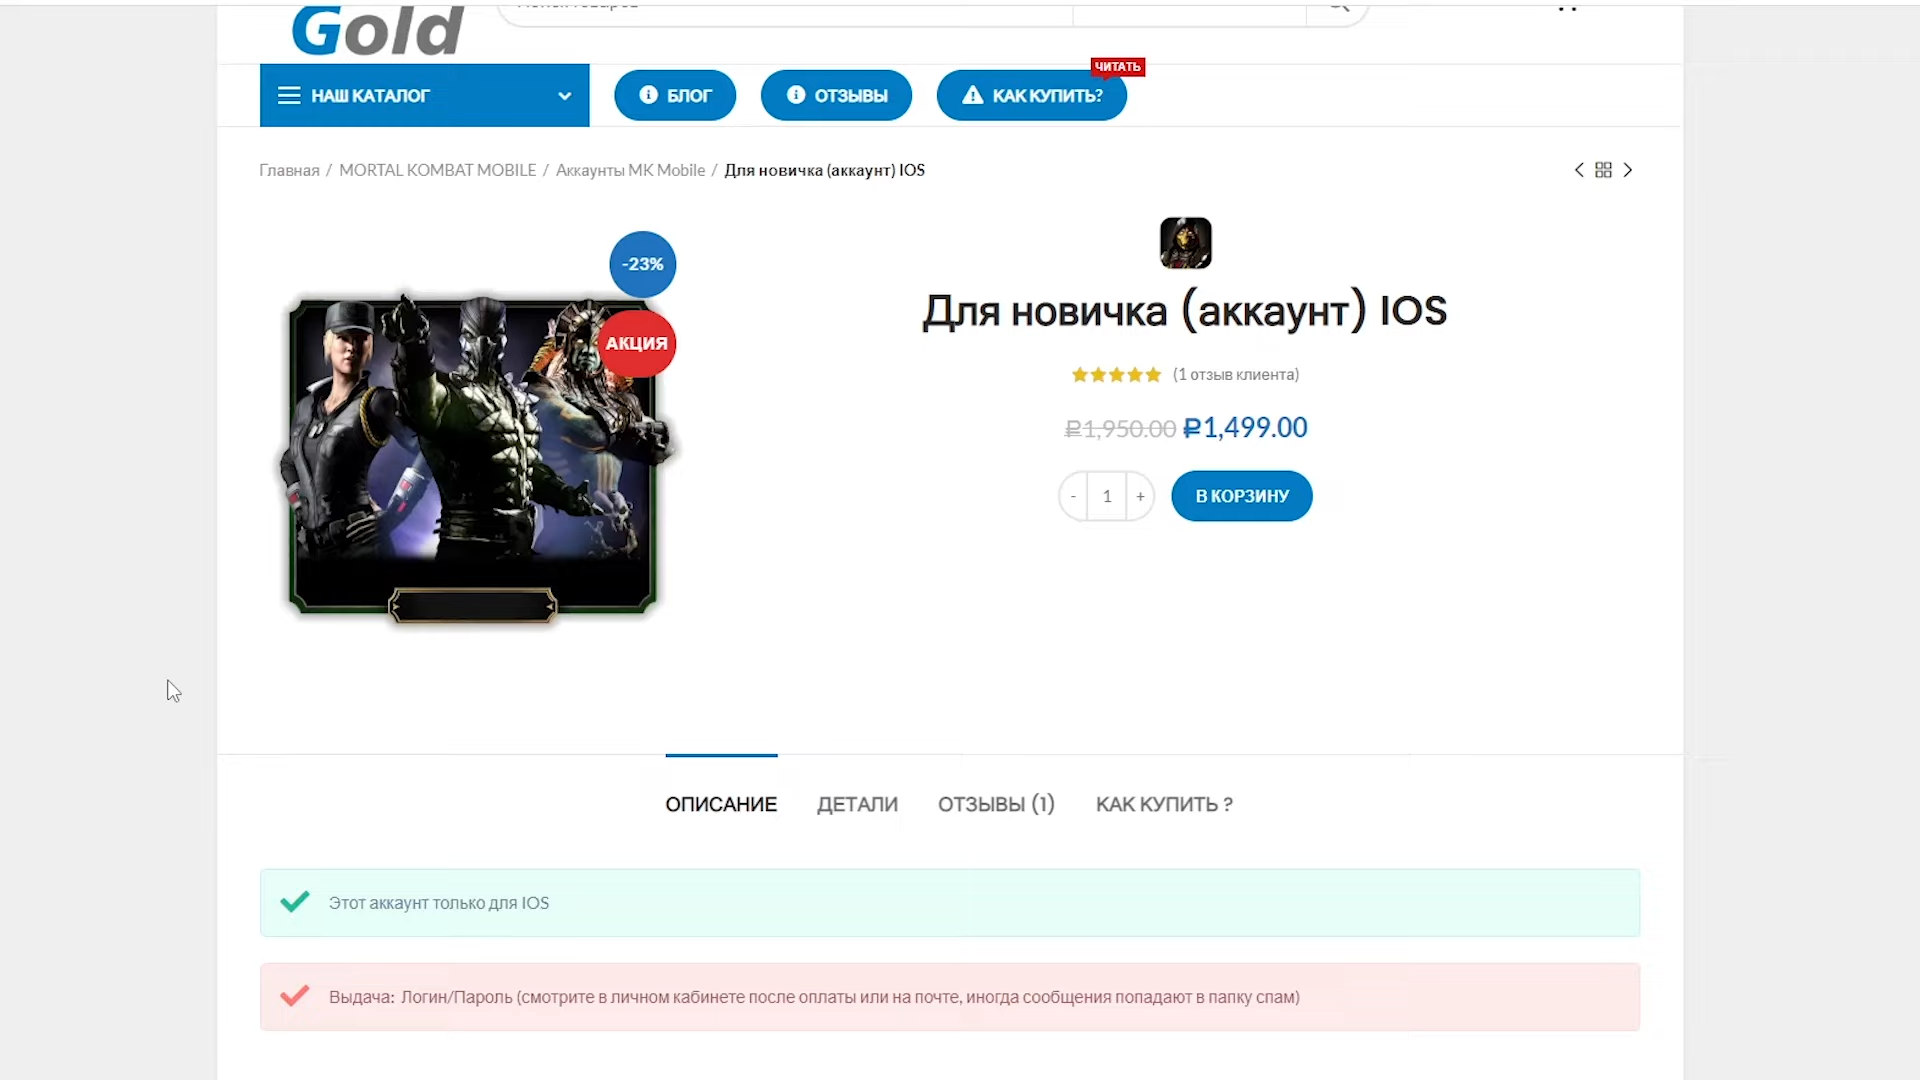 Gold
НАШ КАТАЛОГ
БЛОГ
ОТЗЫВЫ
КАК КУПИТЬ?
ЧИТАТЬ
Главная / MORTAL KOMBAT MOBILE / Аккаунты MK Mobile / Для новичка (аккаунт) IOS
-23%
АКЦИЯ
Для новичка (аккаунт) IOS
(1 отзыв клиента)
₽1,950.00 ₽1,499.00
- 1 +
В КОРЗИНУ
ОПИСАНИЕ
ДЕТАЛИ
ОТЗЫВЫ (1)
КАК КУПИТЬ ?
Этот аккаунт только для IOS
Выдача: Логин/Пароль (смотрите в личном кабинете после оплаты или на почте, иногда сообщения попадают в папку спам)